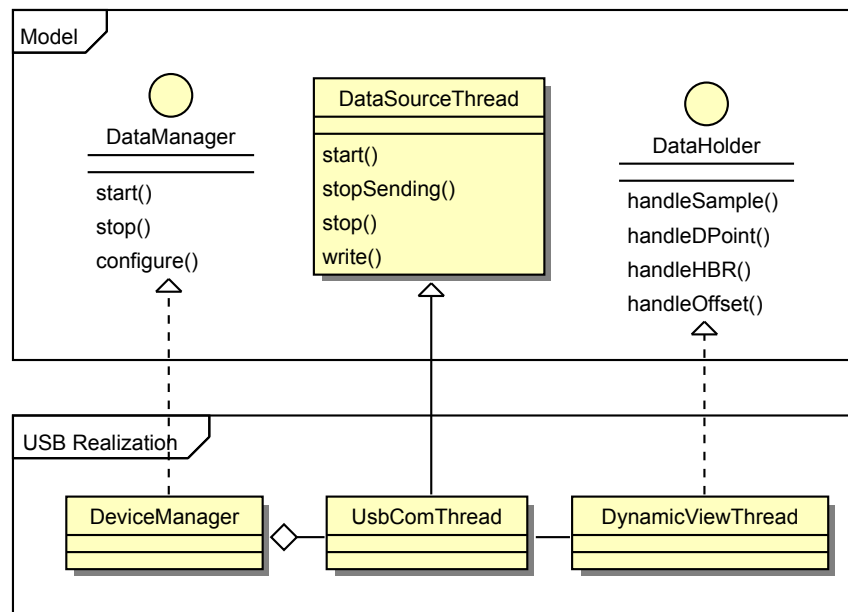 Model
DataManager
start()
stop()
configure()
DataSourceThread
start()
stopSending()
stop()
write()
DataHolder
handleSample()
handleDPoint()
handleHBR()
handleOffset()
USB Realization
DeviceManager
UsbComThread
DynamicViewThread